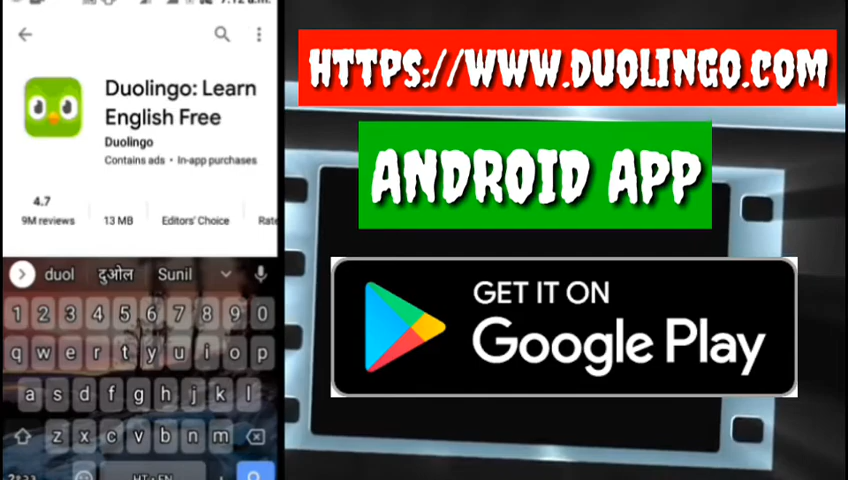 Duolingo: Learn
English Free
Duolingo
Contains ads • In-app purchases
4.7
9M reviews
13 MB
Editors' Choice
duol दुओल Sunil
1 2 3 4 5 6 7 8 9 0
q w e r t y u i o p
a s d f g h j k l
z x c v b n m
HTTPS://WWW.DUOLINGO.COM
ANDROID APP
GET IT ON
Google Play